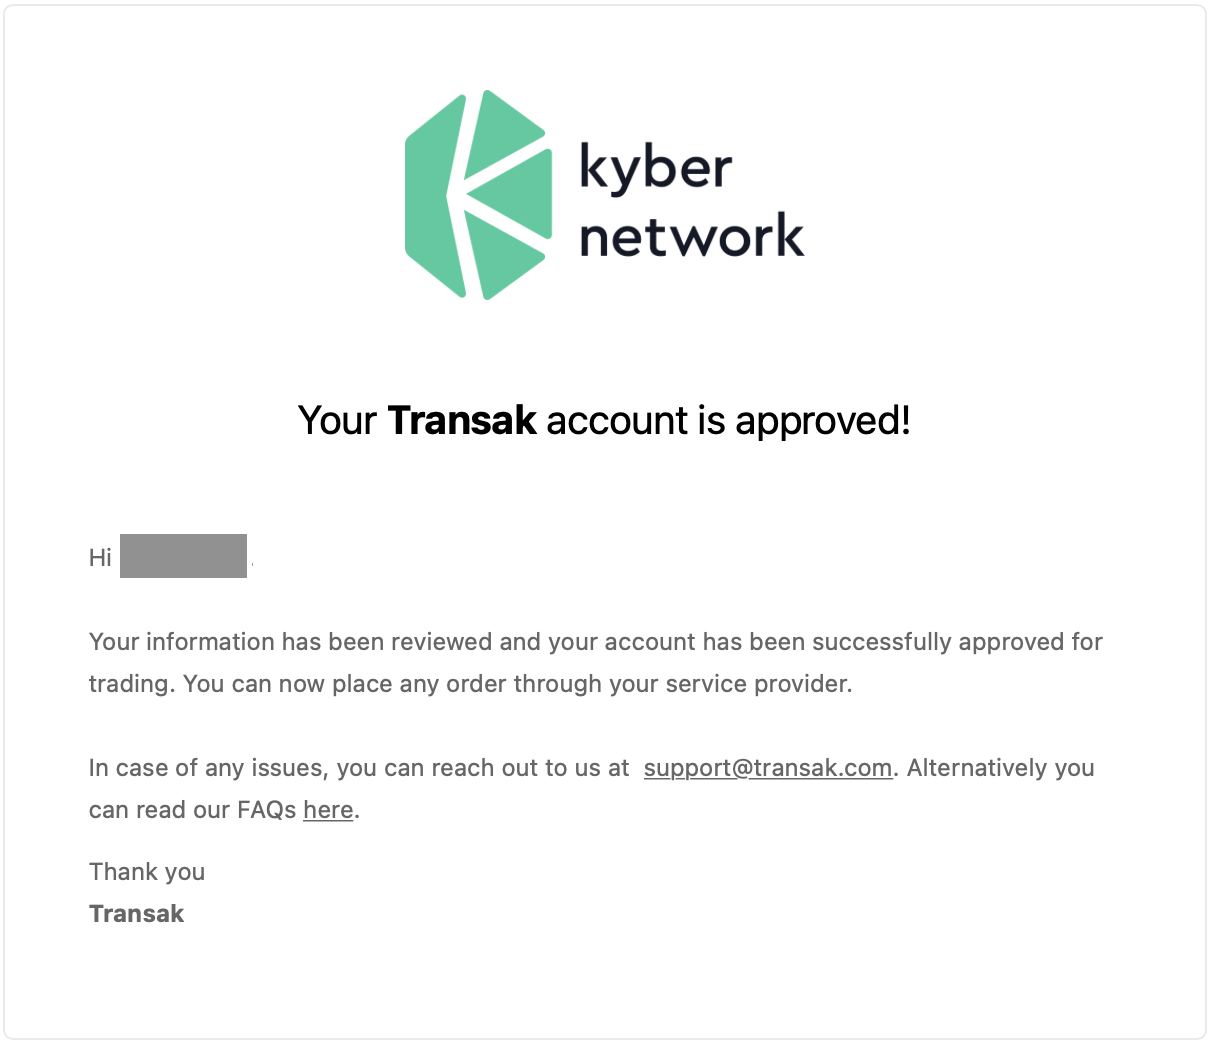 kyber
network
Your Transak account is approved!
Hi ,
Your information has been reviewed and your account has been successfully approved for
trading. You can now place any order through your service provider.
In case of any issues, you can reach out to us at support@transak.com. Alternatively you
can read our FAQs here.
Thank you
Transak